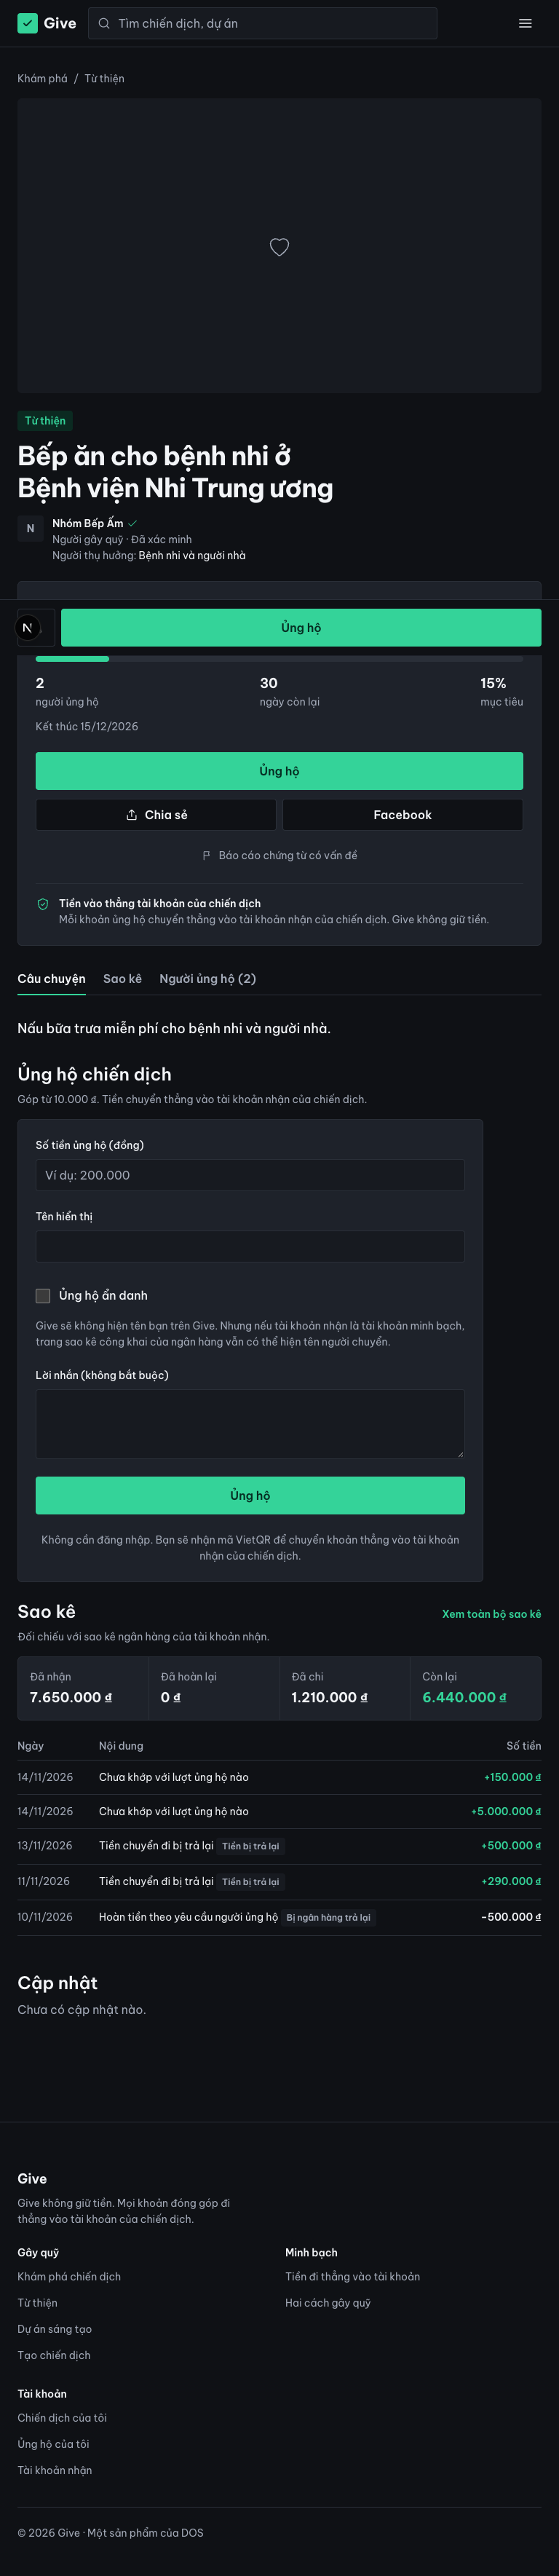 Give
Tìm chiến dịch, dự án
Khám phá / Từ thiện
Từ thiện
Bếp ăn cho bệnh nhi ở
Bệnh viện Nhi Trung ương
N
Nhóm Bếp Ấm
Người gây quỹ · Đã xác minh
Người thụ hưởng: Bệnh nhi và người nhà
N
Ủng hộ
2
người ủng hộ
30
ngày còn lại
15%
mục tiêu
Kết thúc 15/12/2026
Ủng hộ
Chia sẻ
Facebook
Báo cáo chứng từ có vấn đề
Tiền vào thẳng tài khoản của chiến dịch
Mỗi khoản ủng hộ chuyển thẳng vào tài khoản nhận của chiến dịch. Give không giữ tiền.
Câu chuyện
Sao kê
Người ủng hộ (2)
Nấu bữa trưa miễn phí cho bệnh nhi và người nhà.
Ủng hộ chiến dịch
Góp từ 10.000 ₫. Tiền chuyển thẳng vào tài khoản nhận của chiến dịch.
Số tiền ủng hộ (đồng)
Ví dụ: 200.000
Tên hiển thị
Ủng hộ ẩn danh
Give sẽ không hiện tên bạn trên Give. Nhưng nếu tài khoản nhận là tài khoản minh bạch,
trang sao kê công khai của ngân hàng vẫn có thể hiện tên người chuyển.
Lời nhắn (không bắt buộc)
Ủng hộ
Không cần đăng nhập. Bạn sẽ nhận mã VietQR để chuyển khoản thẳng vào tài khoản
nhận của chiến dịch.
Sao kê
Xem toàn bộ sao kê
Đối chiếu với sao kê ngân hàng của tài khoản nhận.
Đã nhận
7.650.000 ₫
Đã hoàn lại
0 ₫
Đã chi
1.210.000 ₫
Còn lại
6.440.000 ₫
Ngày Nội dung Số tiền
14/11/2026 Chưa khớp với lượt ủng hộ nào +150.000 ₫
14/11/2026 Chưa khớp với lượt ủng hộ nào +5.000.000 ₫
13/11/2026 Tiền chuyển đi bị trả lại Tiền bị trả lại +500.000 ₫
11/11/2026 Tiền chuyển đi bị trả lại Tiền bị trả lại +290.000 ₫
10/11/2026 Hoàn tiền theo yêu cầu người ủng hộ Bị ngân hàng trả lại -500.000 ₫
Cập nhật
Chưa có cập nhật nào.
Give
Give không giữ tiền. Mọi khoản đóng góp đi
thẳng vào tài khoản của chiến dịch.
Gây quỹ
Khám phá chiến dịch
Từ thiện
Dự án sáng tạo
Tạo chiến dịch
Minh bạch
Tiền đi thẳng vào tài khoản
Hai cách gây quỹ
Tài khoản
Chiến dịch của tôi
Ủng hộ của tôi
Tài khoản nhận
© 2026 Give · Một sản phẩm của DOS